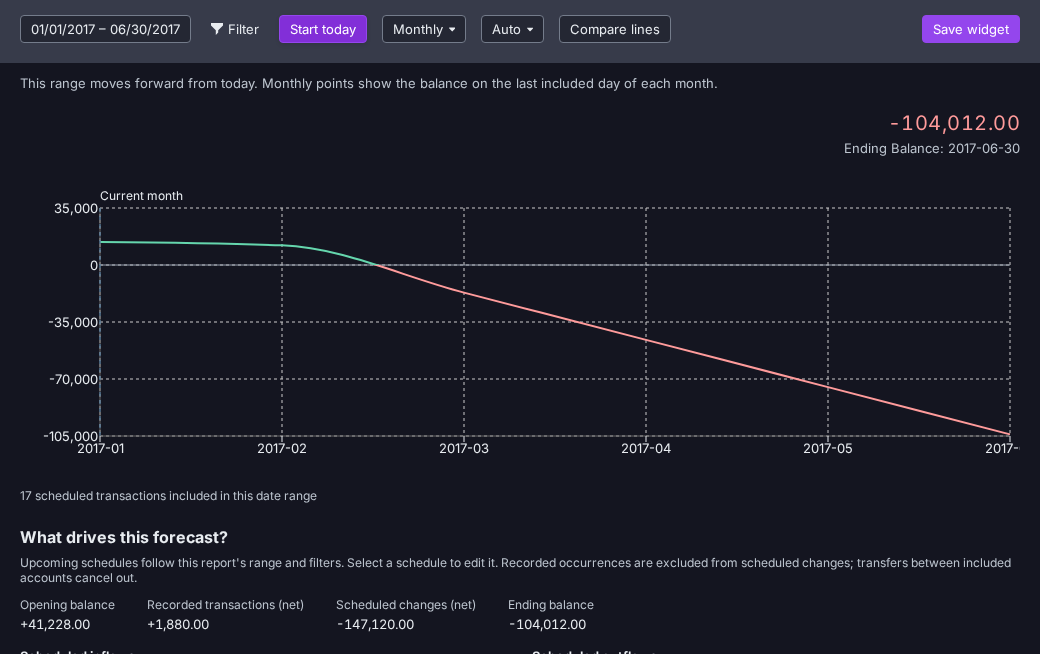 01/01/2017 – 06/30/2017 Filter Start today Monthly Auto Compare lines Save widget
This range moves forward from today. Monthly points show the balance on the last included day of each month.
-104,012.00
Ending Balance: 2017-06-30
Current month
35,000
0
-35,000
-70,000
-105,000
2017-01 2017-02 2017-03 2017-04 2017-05 2017-
17 scheduled transactions included in this date range
What drives this forecast?
Upcoming schedules follow this report's range and filters. Select a schedule to edit it. Recorded occurrences are excluded from scheduled changes; transfers between included
accounts cancel out.
Opening balance Recorded transactions (net) Scheduled changes (net) Ending balance
+41,228.00 +1,880.00 -147,120.00 -104,012.00